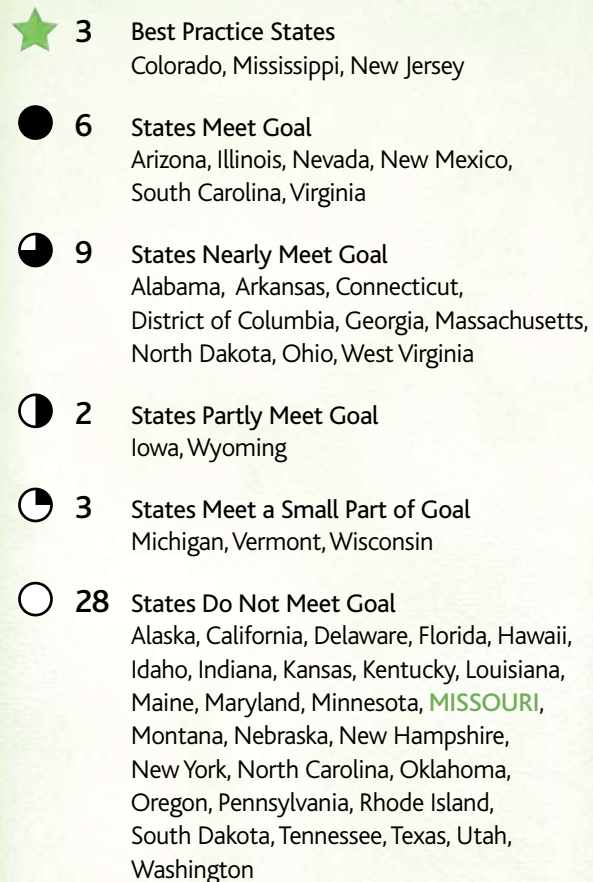 3 Best Practice States
Colorado, Mississippi, New Jersey
6 States Meet Goal
Arizona, Illinois, Nevada, New Mexico,
South Carolina, Virginia
9 States Nearly Meet Goal
Alabama, Arkansas, Connecticut,
District of Columbia, Georgia, Massachusetts,
North Dakota, Ohio, West Virginia
2 States Partly Meet Goal
Iowa, Wyoming
3 States Meet a Small Part of Goal
Michigan, Vermont, Wisconsin
28 States Do Not Meet Goal
Alaska, California, Delaware, Florida, Hawaii,
Idaho, Indiana, Kansas, Kentucky, Louisiana,
Maine, Maryland, Minnesota, MISSOURI,
Montana, Nebraska, New Hampshire,
New York, North Carolina, Oklahoma,
Oregon, Pennsylvania, Rhode Island,
South Dakota, Tennessee, Texas, Utah,
Washington